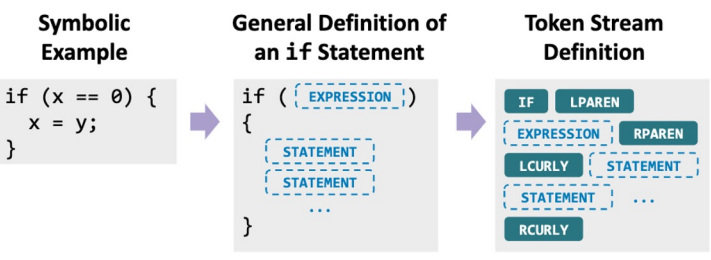 Symbolic
Example
General Definition of
an if Statement
Token Stream
Definition
if (x == 0) {
x = y;
}
if ( EXPRESSION )
{
STATEMENT
STATEMENT
...
}
IF LPAREN
EXPRESSION RPAREN
LCURLY STATEMENT
STATEMENT ...
RCURLY